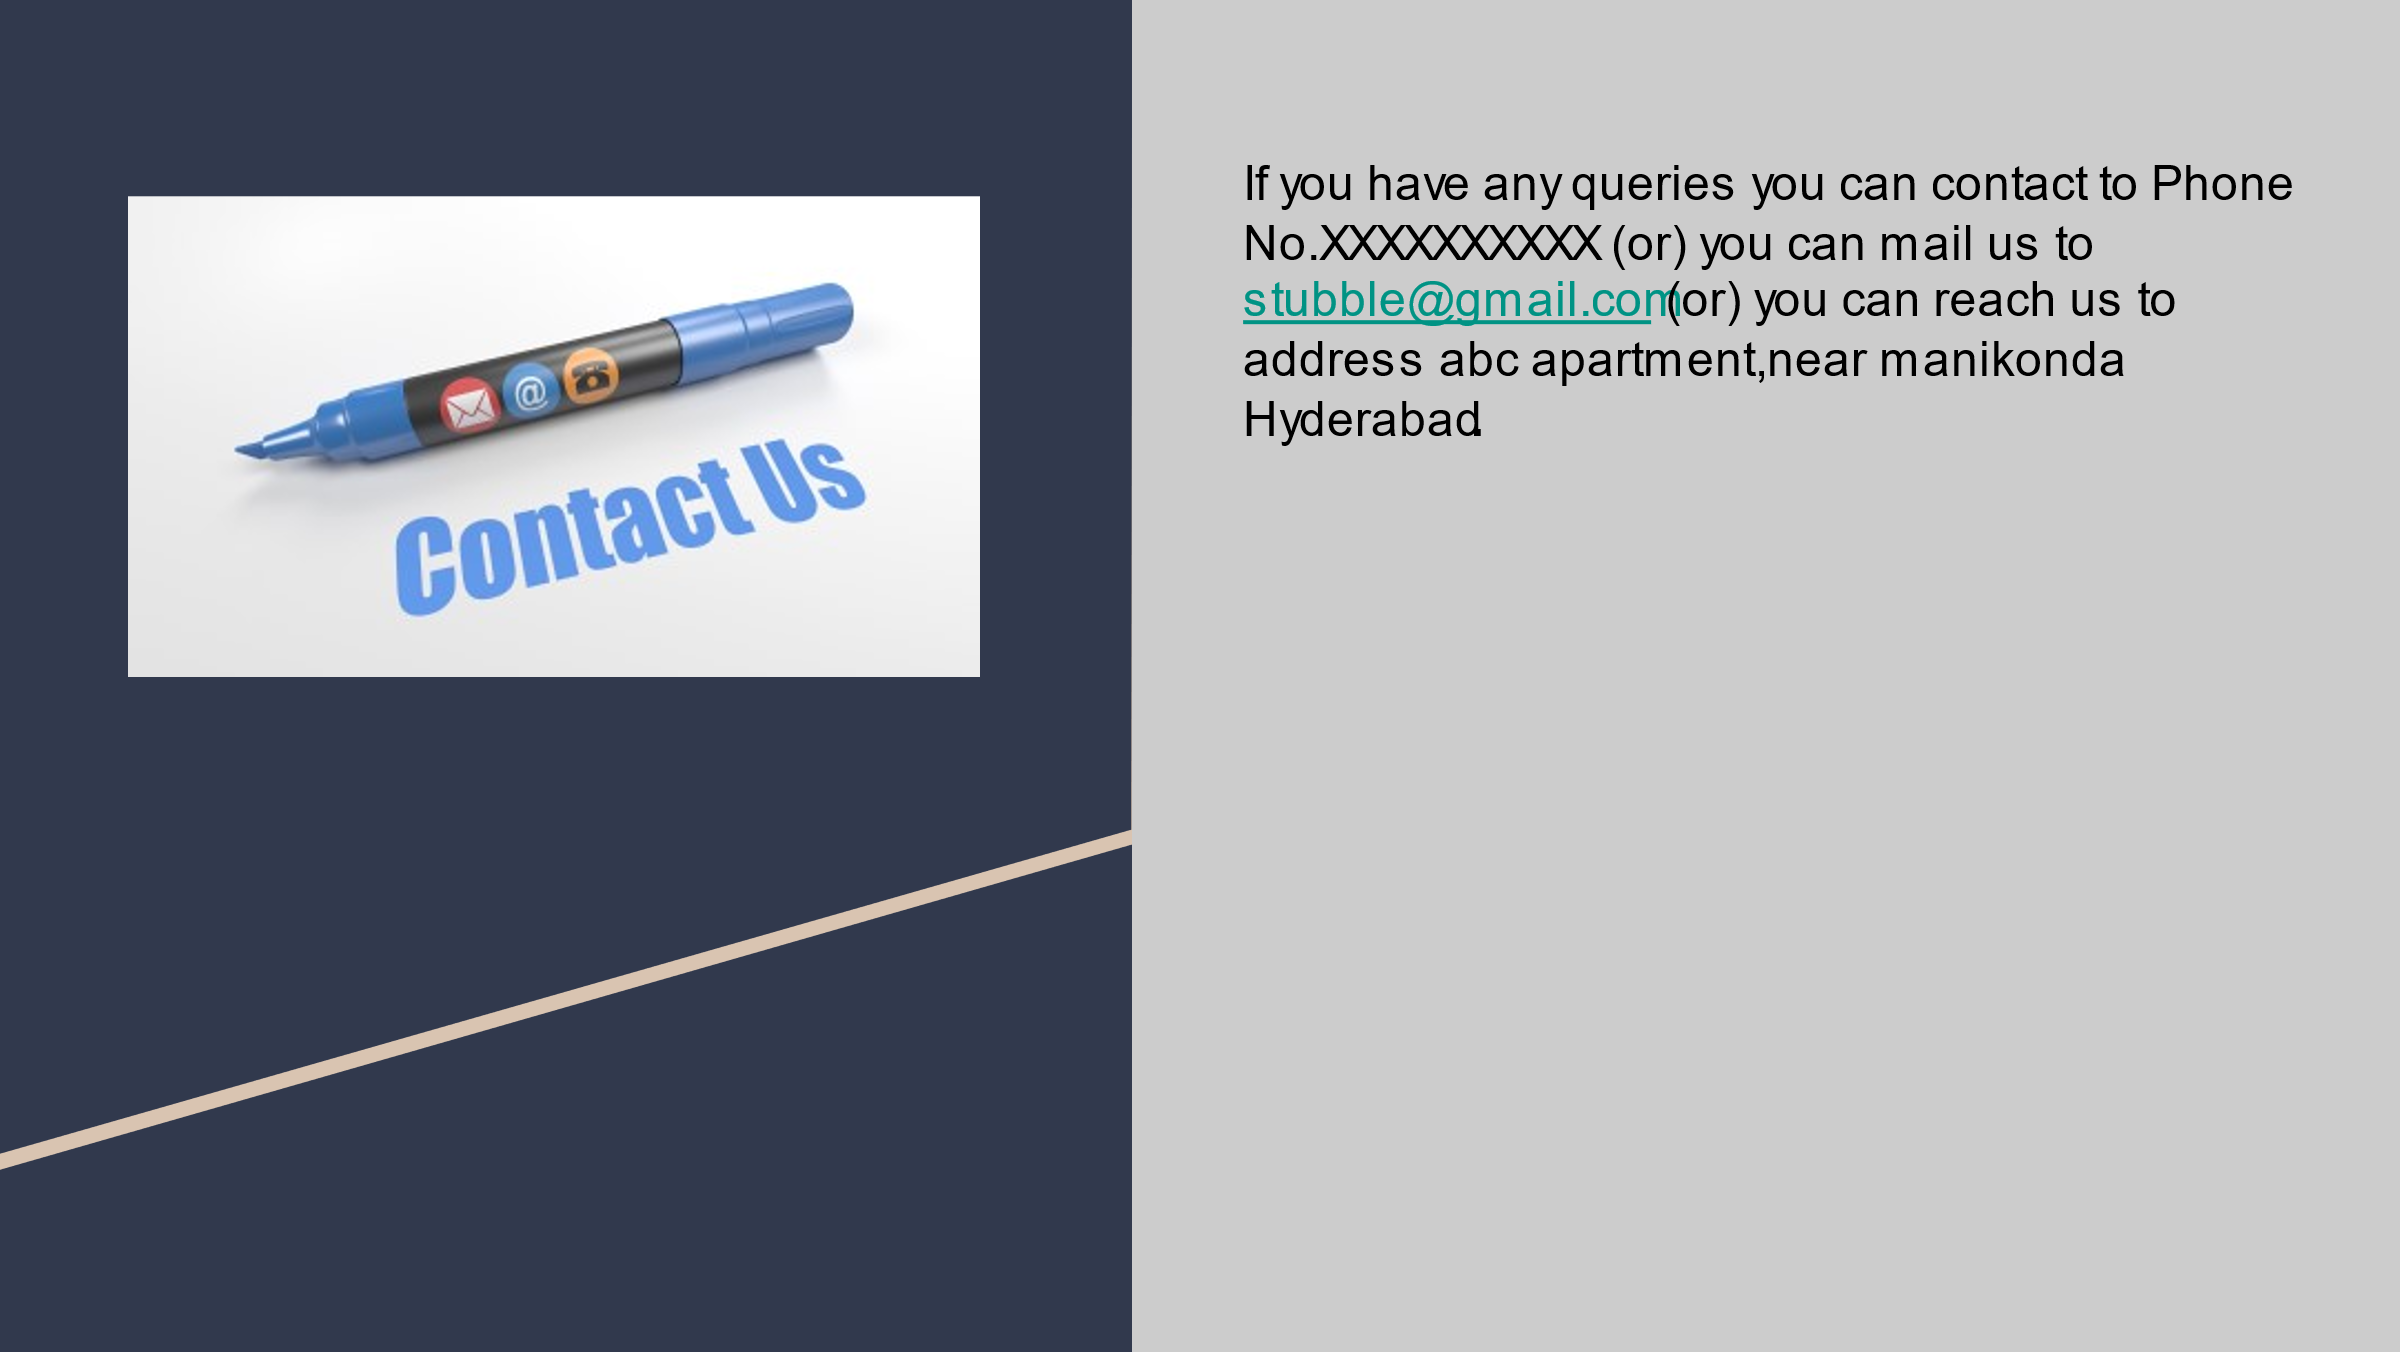 Contact Us
If you have any queries you can contact to Phone
No.XXXXXXXXXX (or) you can mail us to
stubble@gmail.com(or) you can reach us to
address abc apartment,near manikonda
Hyderabad.